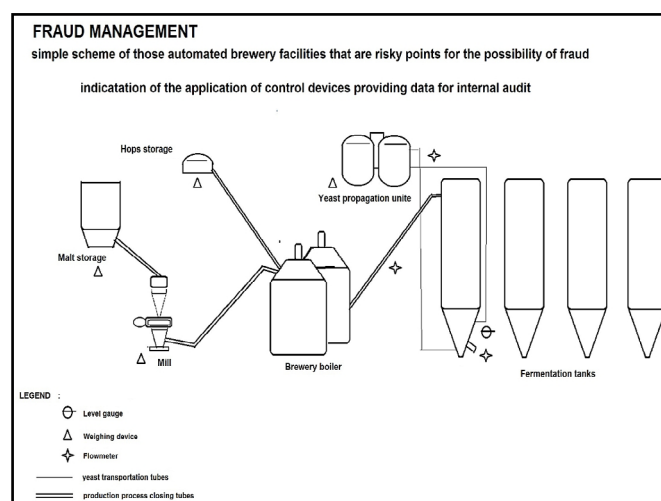 FRAUD MANAGEMENT
simple scheme of those automated brewery facilities that are risky points for the possibility of fraud
indicatation of the application of control devices providing data for internal audit
Hops storage
Yeast propagation unite
Malt storage
Mill
Brewery boiler
Fermentation tanks
LEGEND :
Level gauge
Weighing device
Flowmeter
yeast transportation tubes
production process closing tubes